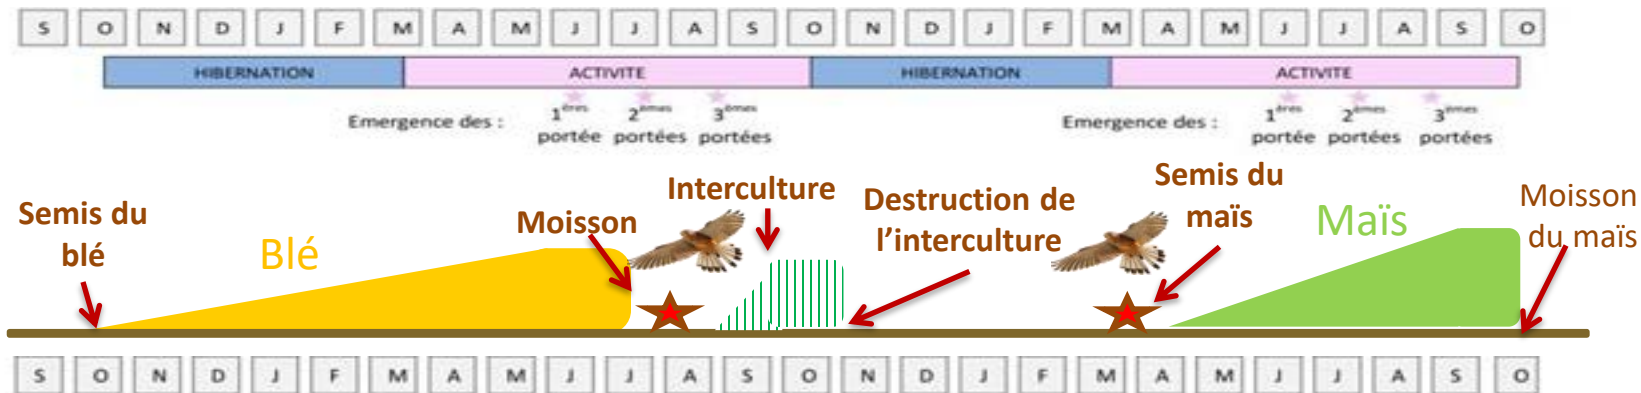 S O N D J F M A M J J A S O N D J F M A M J J A S O
HIBERNATION ACTIVITE HIBERNATION ACTIVITE
Emergence des : 1ères portée 2èmes portées 3èmes portées
Emergence des : 1ères portée 2èmes portées 3èmes portées
Semis du
blé
Blé
Moisson
Interculture
Destruction de
l’interculture
Semis du
maïs
Maïs
Moisson
du maïs
S O N D J F M A M J J A S O N D J F M A M J J A S O